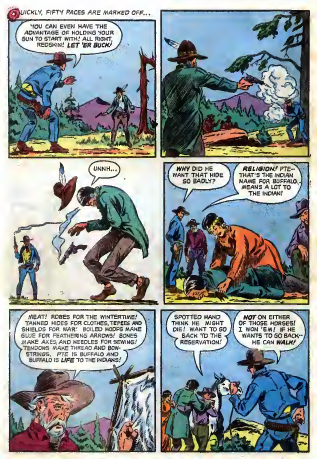 QUICKLY, FIFTY PACES ARE MARKED OFF...
YOU CAN EVEN HAVE THE
ADVANTAGE OF HOLDING YOUR
GUN TO START WITH! ALL RIGHT,
REDSKIN! LET 'ER BUCK!
UNNH...
WHY DID HE
WANT THAT HIDE
SO BADLY?
RELIGION! PTE--
THAT'S THE INDIAN
NAME FOR BUFFALO--
MEANS A LOT TO
THE INDIAN!
MEAT! ROBES FOR THE WINTERTIME!
TANNED HIDES FOR CLOTHES, TEPEES AND
SHIELDS FOR WAR! BOILED HOOFS MAKE
GLUE FOR FEATHERING ARROWS! BONES
MAKE AXES, AND NEEDLES FOR SEWING!
TENDONS MAKE THREAD AND BOW-
STRINGS. PTE IS BUFFALO AND
BUFFALO IS LIFE TO THE INDIANS!
SPOTTED HAND
THINK HE MIGHT
DIE! WANT TO GO
BACK TO THE
RESERVATION!
NOT ON EITHER
OF THOSE HORSES!
I WON 'EM! IF HE
WANTS TO GO BACK--
HE CAN WALK!